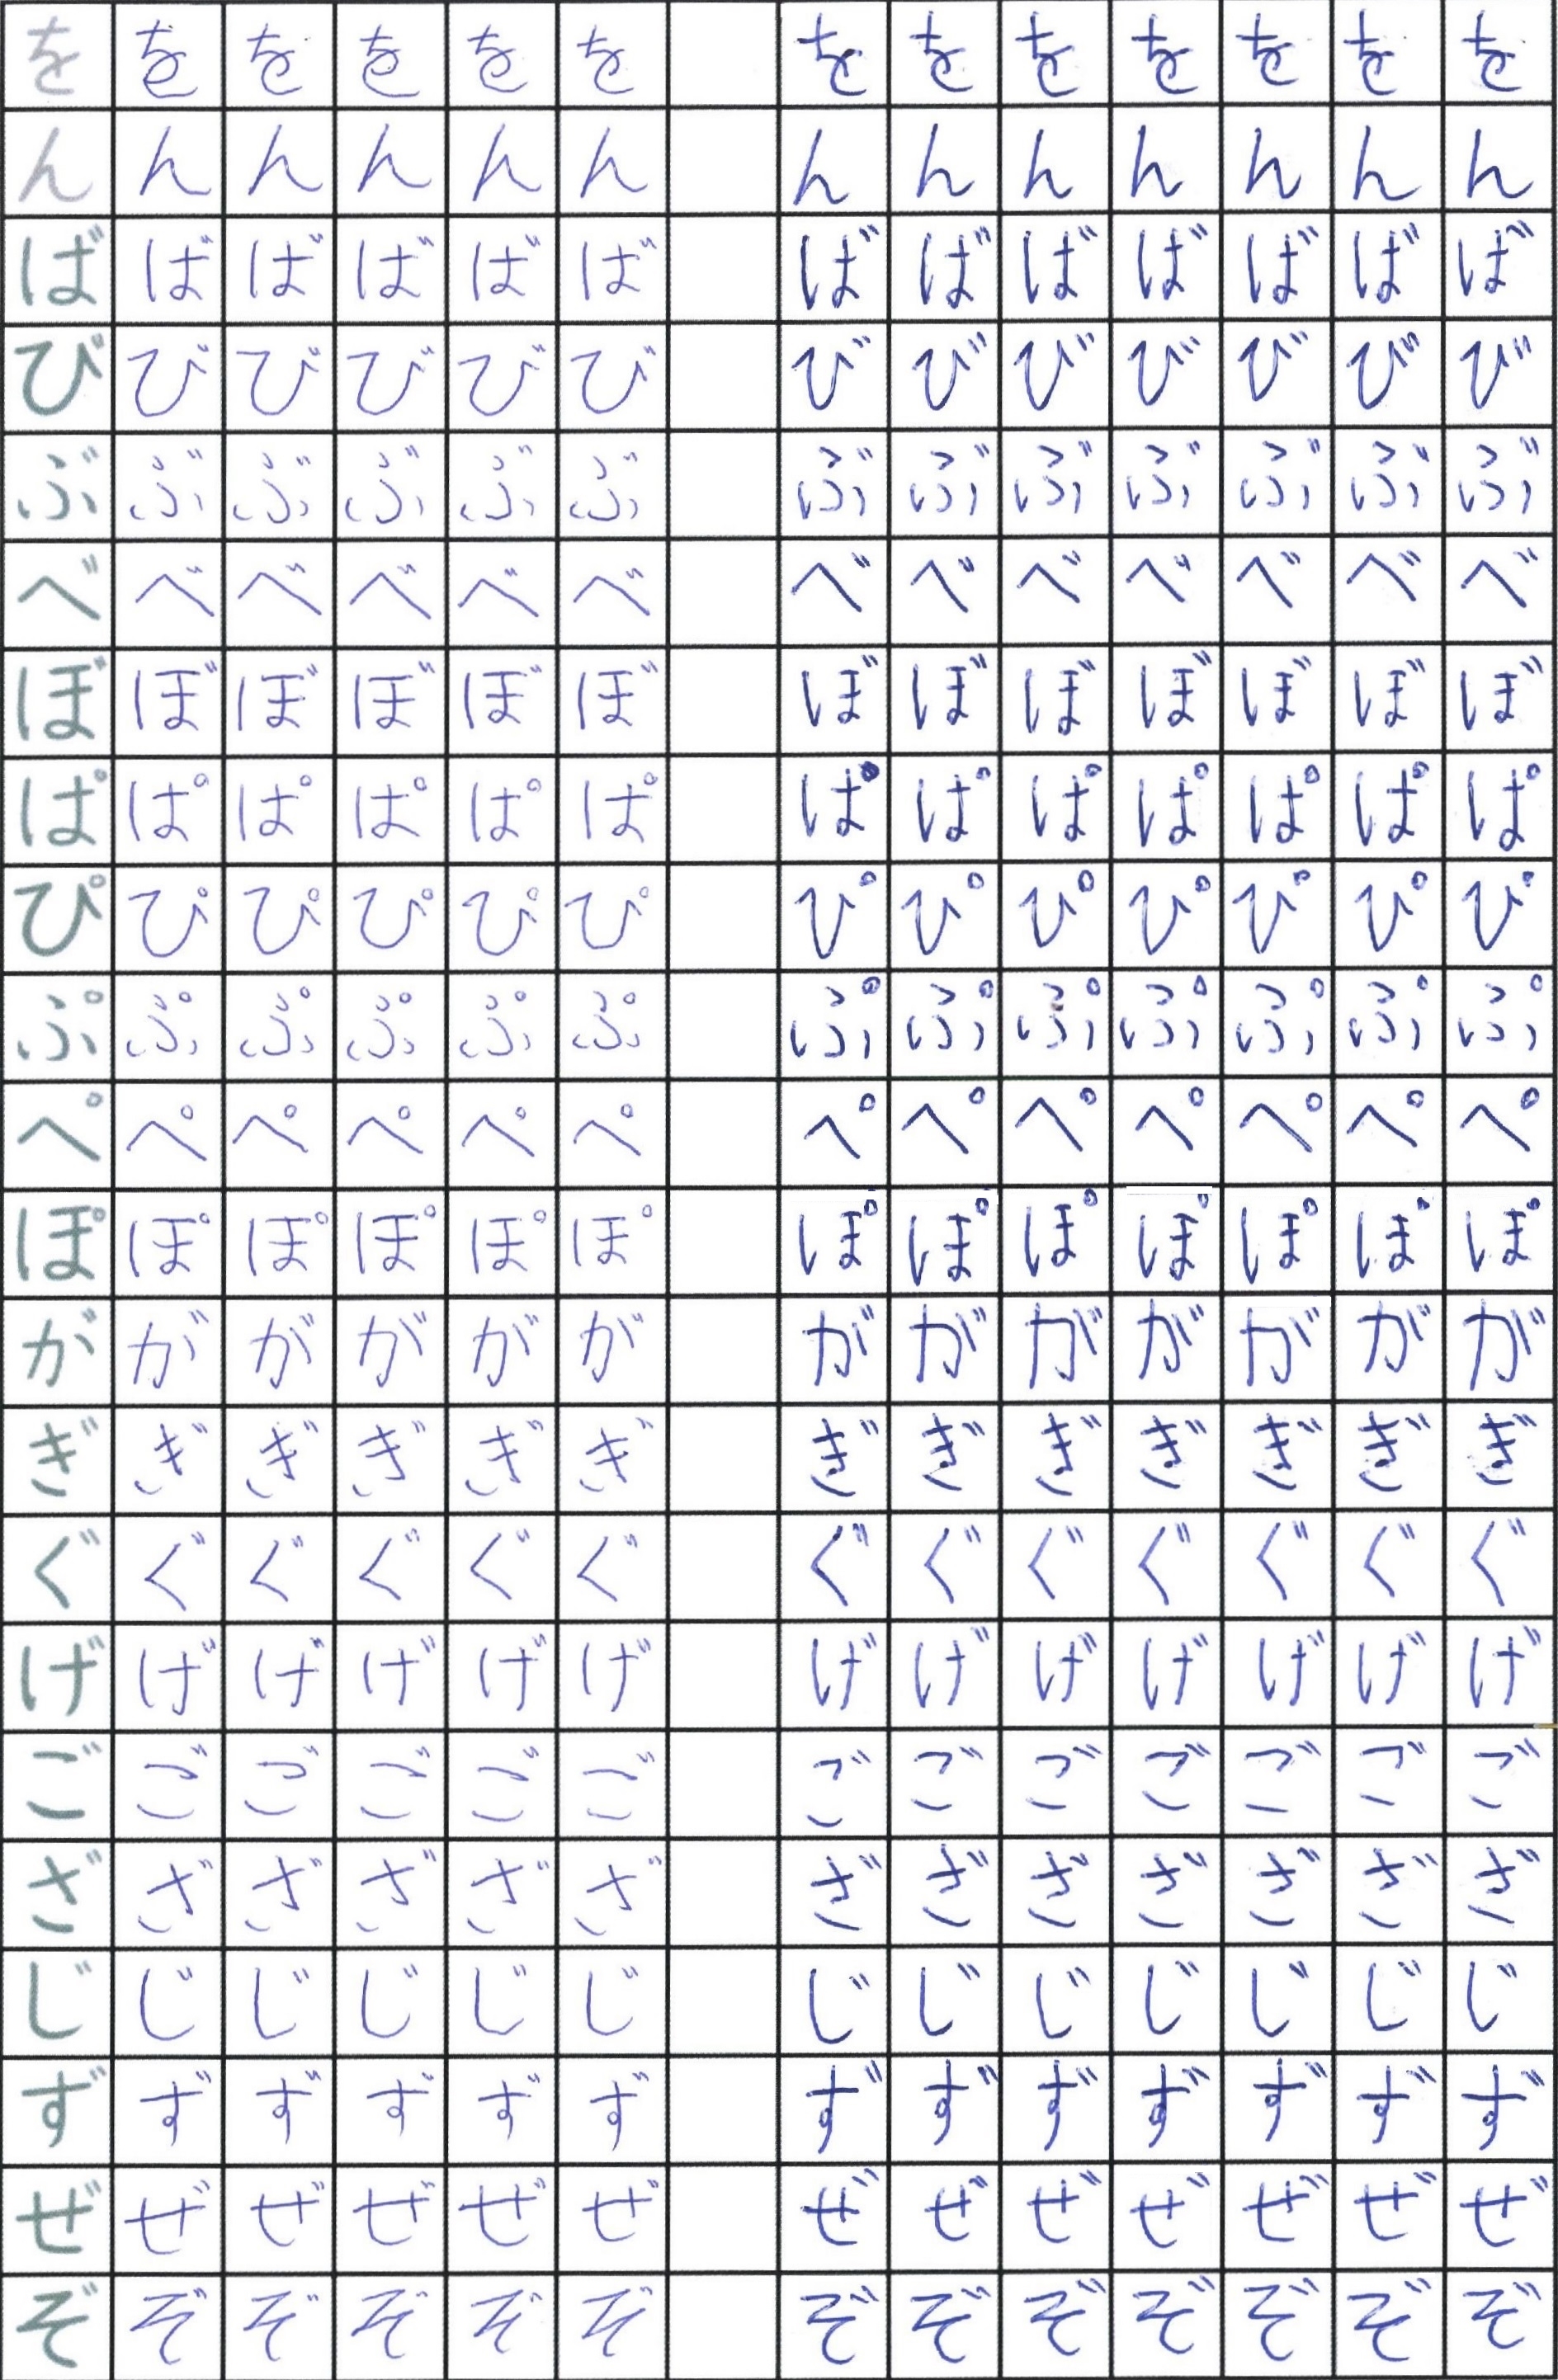 を を を を を を を を を を を を を
ん ん ん ん ん ん ん ん ん ん ん ん ん
ば ば ば ば ば ば ば ば ば ば ば ば ば
び び び び び び び び び び び び び
ぶ ぶ ぶ ぶ ぶ ぶ ぶ ぶ ぶ ぶ ぶ ぶ ぶ
べ べ べ べ べ べ べ べ べ べ べ べ べ
ぼ ぼ ぼ ぼ ぼ ぼ ぼ ぼ ぼ ぼ ぼ ぼ ぼ
ぱ ぱ ぱ ぱ ぱ ぱ ぱ ぱ ぱ ぱ ぱ ぱ ぱ
ぴ ぴ ぴ ぴ ぴ ぴ ぴ ぴ ぴ ぴ ぴ ぴ ぴ
ぷ ぷ ぷ ぷ ぷ ぷ ぷ ぷ ぷ ぷ ぷ ぷ ぷ
ぺ ぺ ぺ ぺ ぺ ぺ ぺ ぺ ぺ ぺ ぺ ぺ ぺ
ぽ ぽ ぽ ぽ ぽ ぽ ぽ ぽ ぽ ぽ ぽ ぽ ぽ
が が が が が が が が が が が が が
ぎ ぎ ぎ ぎ ぎ ぎ ぎ ぎ ぎ ぎ ぎ ぎ ぎ
ぐ ぐ ぐ ぐ ぐ ぐ ぐ ぐ ぐ ぐ ぐ ぐ ぐ
げ げ げ げ げ げ げ げ げ げ げ げ げ
ご ご ご ご ご ご ご ご ご ご ご ご ご
ざ ざ ざ ざ ざ ざ ざ ざ ざ ざ ざ ざ ざ
じ じ じ じ じ じ じ じ じ じ じ じ じ
ず ず ず ず ず ず ず ず ず ず ず ず ず
ぜ ぜ ぜ ぜ ぜ ぜ ぜ ぜ ぜ ぜ ぜ ぜ ぜ
ぞ ぞ ぞ ぞ ぞ ぞ ぞ ぞ ぞ ぞ ぞ ぞ ぞ